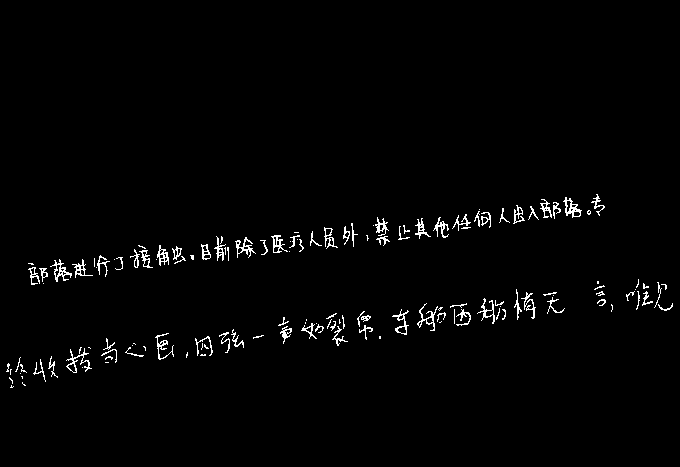 部落进行了接触。目前除了医疗人员外，禁止其他任何人出入部落。专
终收拨当心画，四弦一声如裂帛。东船西舫悄无言，唯见